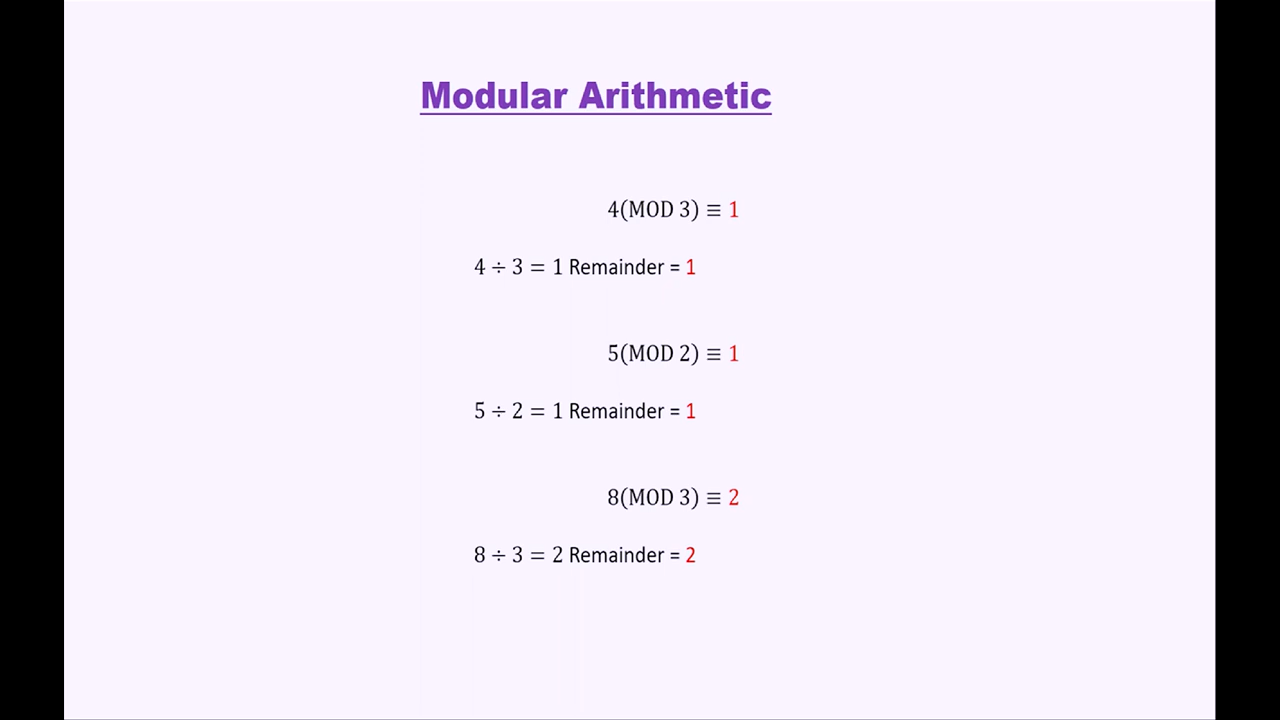 Modular Arithmetic
4(MOD 3) ≡ 1
4 ÷ 3 = 1 Remainder = 1
5(MOD 2) ≡ 1
5 ÷ 2 = 1 Remainder = 1
8(MOD 3) ≡ 2
8 ÷ 3 = 2 Remainder = 2